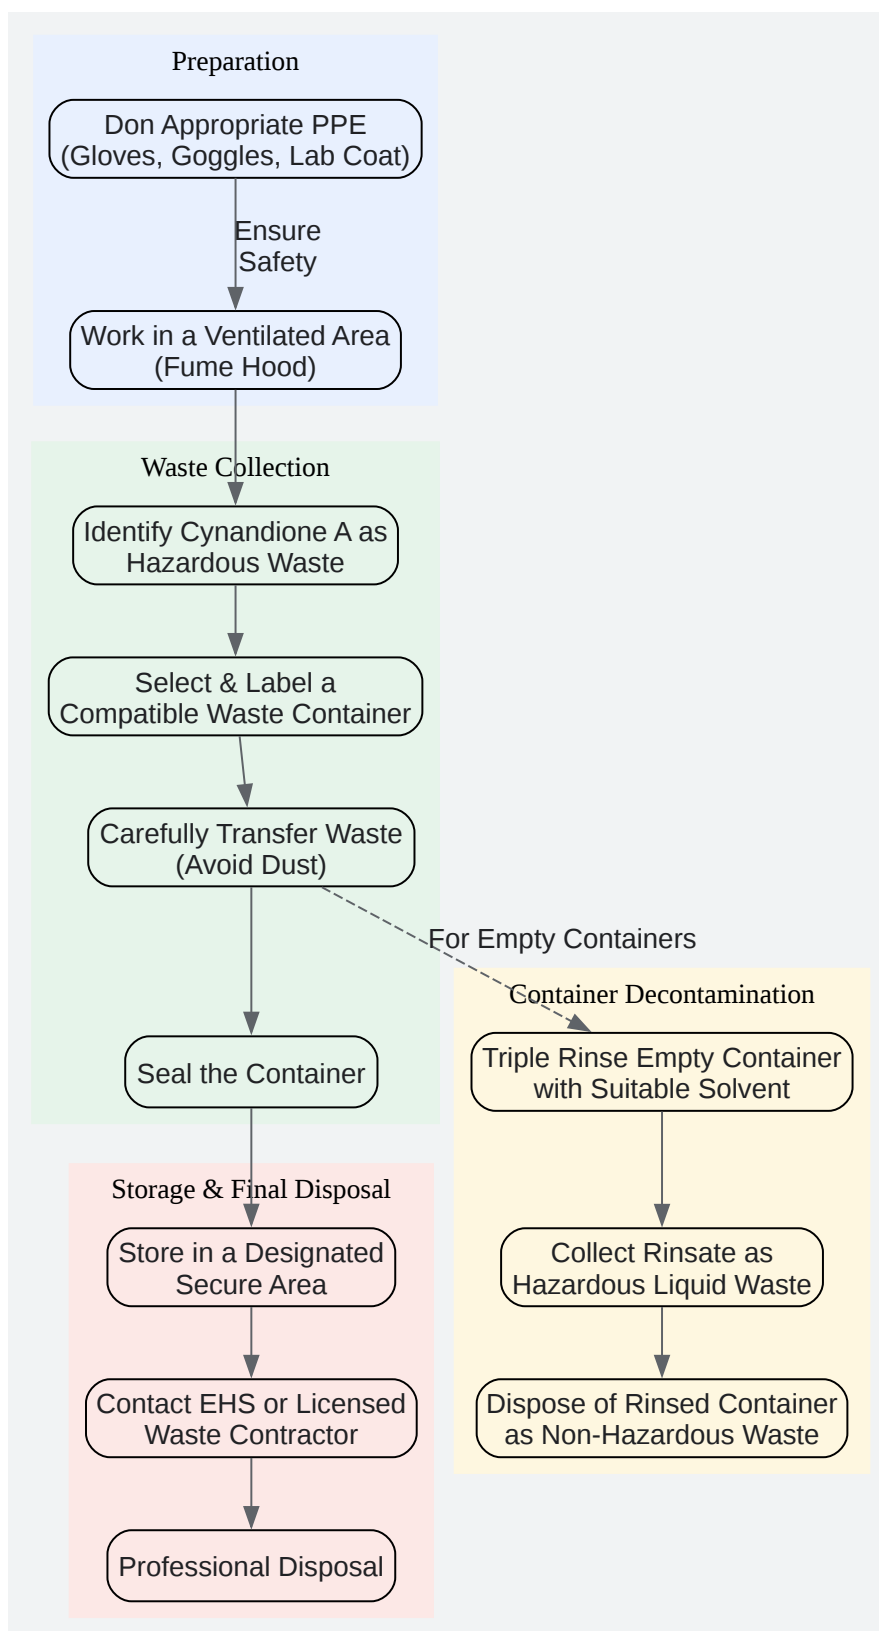 Preparation
Don Appropriate PPE
(Gloves, Goggles, Lab Coat)
Ensure
Safety
Work in a Ventilated Area
(Fume Hood)
Waste Collection
Identify Cynandione A as
Hazardous Waste
Select & Label a
Compatible Waste Container
Carefully Transfer Waste
(Avoid Dust)
For Empty Containers
Seal the Container
Container Decontamination
Triple Rinse Empty Container
with Suitable Solvent
Collect Rinsate as
Hazardous Liquid Waste
Dispose of Rinsed Container
as Non-Hazardous Waste
Storage & Final Disposal
Store in a Designated
Secure Area
Contact EHS or Licensed
Waste Contractor
Professional Disposal